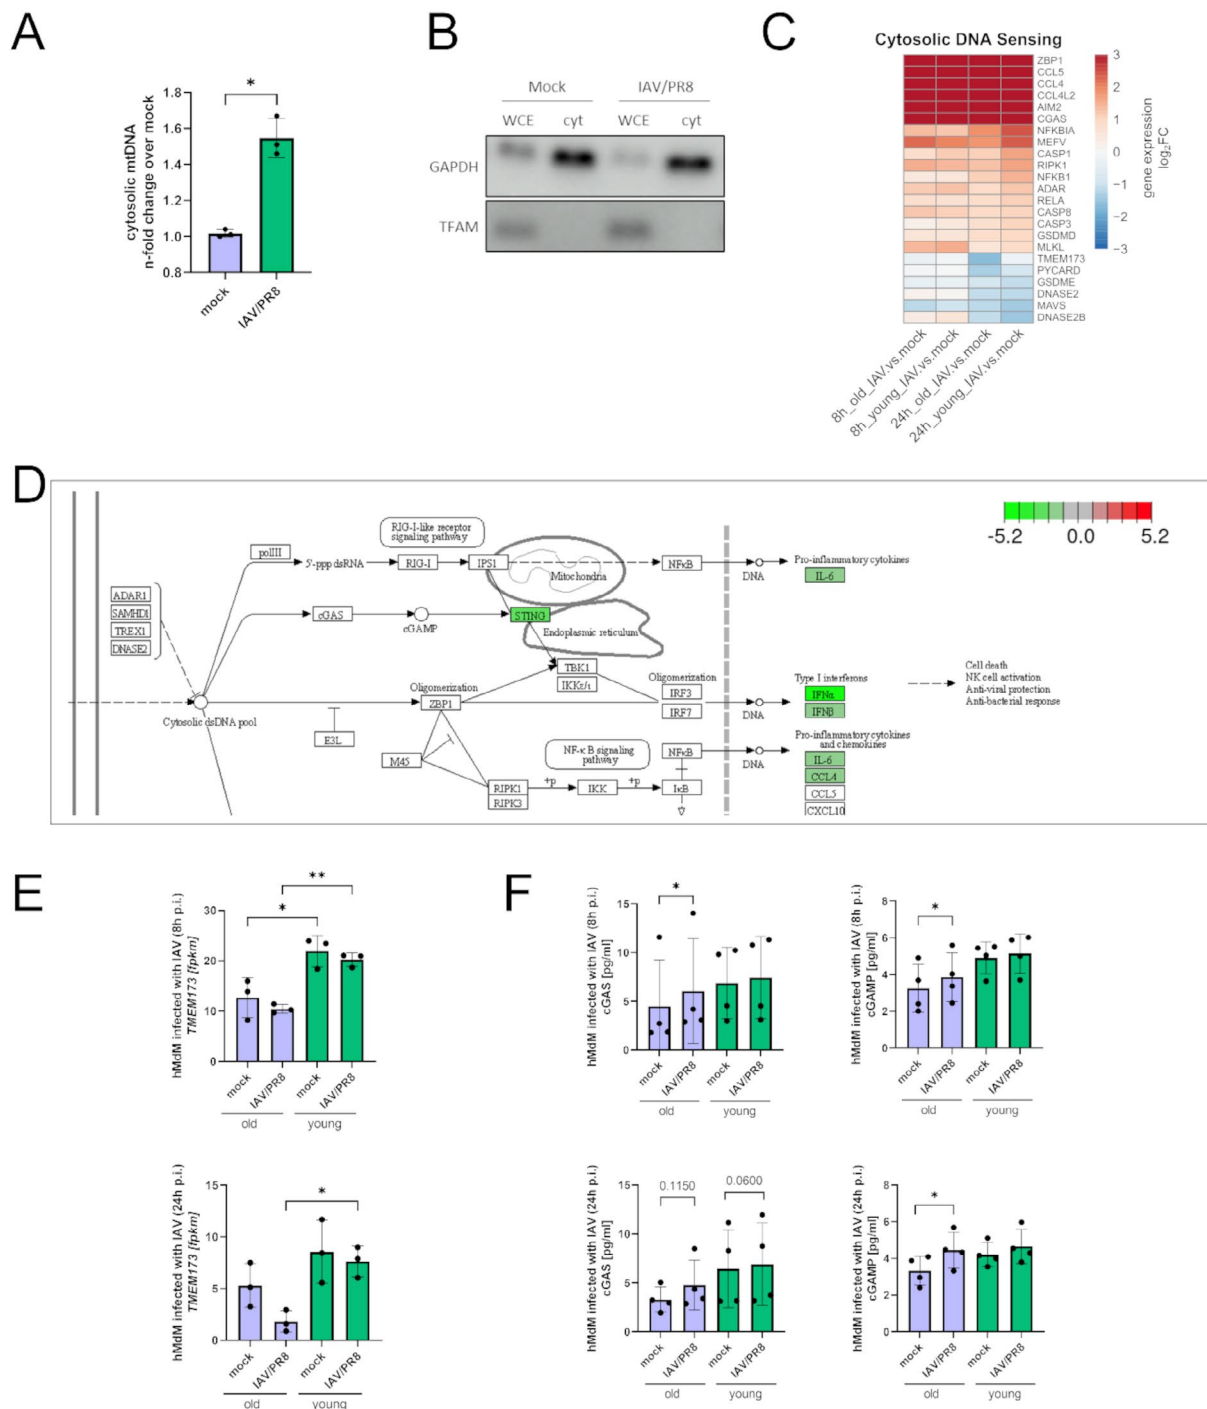 A
*
cytosolic mtDNA
n-fold change over mock
1.8
1.6
1.4
1.2
1.0
0.8
mock
IAV/PR8
B
Mock
IAV/PR8
WCE
cyt
WCE
cyt
GAPDH
TFAM
C
Cytosolic DNA Sensing
ZBP1
CCL5
CCL4
CCL4L2
AIM2
CGAS
NFKBIA
MEFV
CASP1
RIPK1
NFKB1
ADAR
RELA
CASP8
CASP3
GSDMD
MLKL
TMEM173
PYCARD
GSDME
DNASE2
MAVS
DNASE2B
3
2
1
0
−1
−2
−3
gene expression
log₂FC
8h_old_IAV.vs.mock
8h_young_IAV.vs.mock
24h_old_IAV.vs.mock
24h_young_IAV.vs.mock
D
-5.2 0.0 5.2
RIG-I-like receptor
signaling pathway
polIII
5'-ppp dsRNA
RIG-I
IPS1
Mitochondria
NFκB
DNA
Pro-inflammatory cytokines
IL-6
ADAR1
SAMHD1
TREX1
DNASE2
cGAS
cGAMP
STING
Endoplasmic reticulum
TBK1
IKKε/ι
Cytosolic dsDNA pool
Oligomerization
ZBP1
Oligomerization
IRF3
IRF7
DNA
Type I interferons
IFNα
IFNβ
Cell death
NK cell activation
Anti-viral protection
Anti-bacterial response
E3L
M45
NF-κB signaling
pathway
RIPK1
RIPK3
+p
IKK
+p
NFκB
IκB
DNA
Pro-inflammatory cytokines
and chemokines
IL-6
CCL4
CCL5
CXCL10
E
hMdM infected with IAV (8h p.i.)
TMEM173 [fpkm]
30
20
10
0
*
**
mock
IAV/PR8
mock
IAV/PR8
old
young
hMdM infected with IAV (24h p.i.)
TMEM173 [fpkm]
15
10
5
0
*
mock
IAV/PR8
mock
IAV/PR8
old
young
F
hMdM infected with IAV (8h p.i.)
cGAS [pg/ml]
15
10
5
0
*
mock
IAV/PR8
mock
IAV/PR8
old
young
hMdM infected with IAV (8h p.i.)
cGAMP [pg/ml]
8
6
4
2
0
*
mock
IAV/PR8
mock
IAV/PR8
old
young
hMdM infected with IAV (24h p.i.)
cGAS [pg/ml]
15
10
5
0
0.1150
0.0600
mock
IAV/PR8
mock
IAV/PR8
old
young
hMdM infected with IAV (24h p.i.)
cGAMP [pg/ml]
8
6
4
2
0
*
mock
IAV/PR8
mock
IAV/PR8
old
young